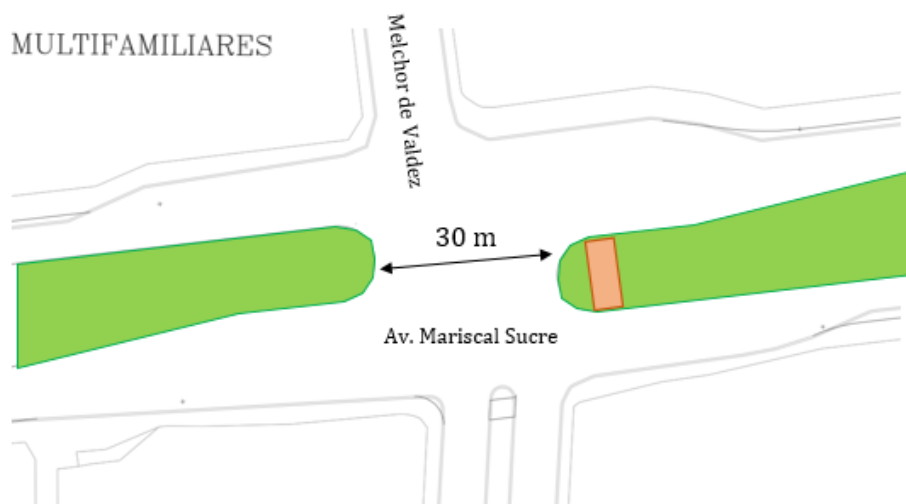 MULTIFAMILIARES
Melchor de Valdez
30 m
Av. Mariscal Sucre